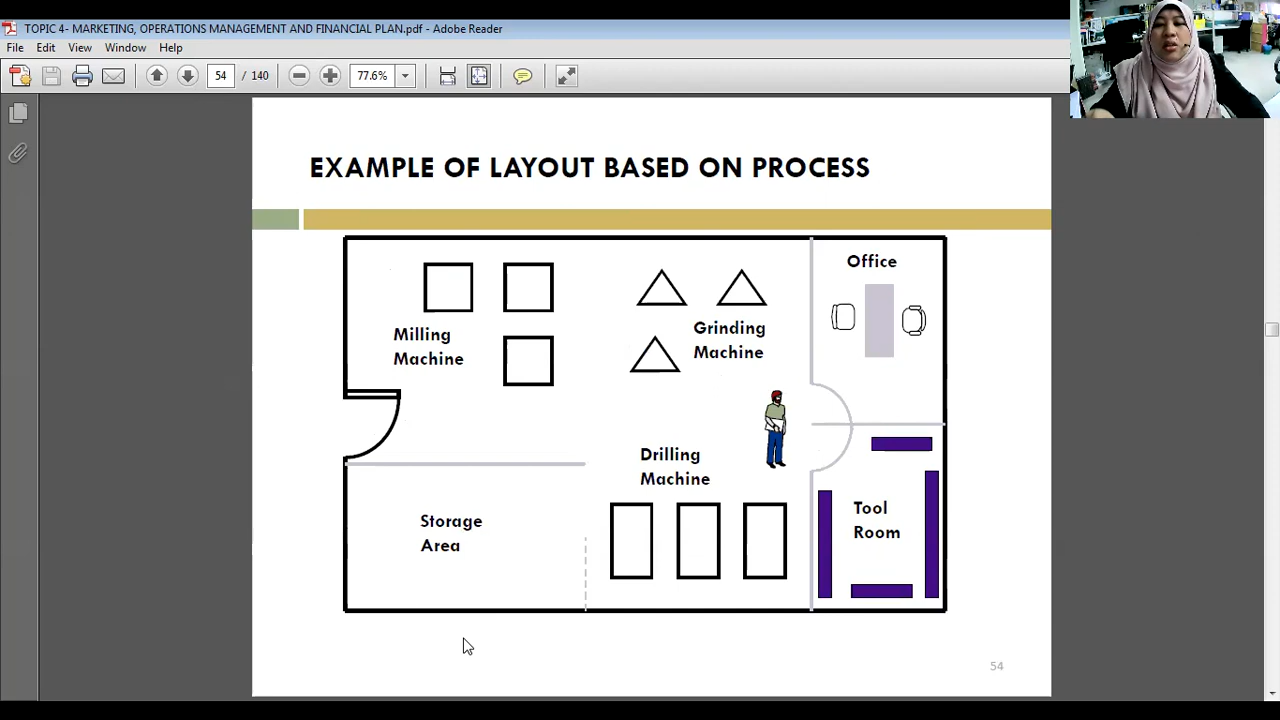 TOPIC 4- MARKETING, OPERATIONS MANAGEMENT AND FINANCIAL PLAN.pdf - Adobe Reader
File Edit View Window Help
54 / 140 77.6%
EXAMPLE OF LAYOUT BASED ON PROCESS
Office
Milling
Machine
Grinding
Machine
Drilling
Machine
Storage
Area
Tool
Room
54